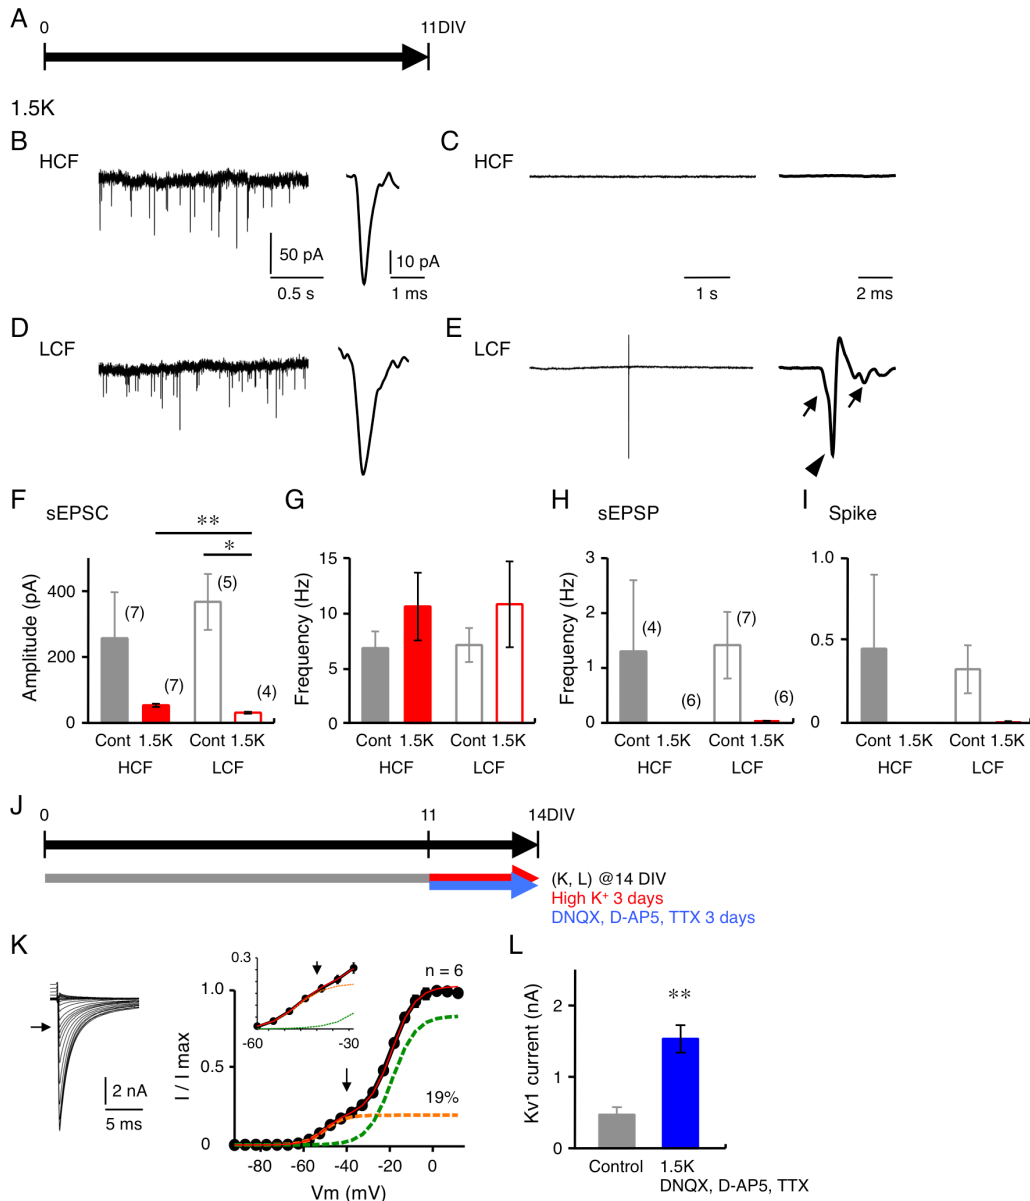 A
0 11DIV
1.5K
B HCF
50 pA
0.5 s
10 pA
1 ms
C HCF
1 s
2 ms
D LCF
E LCF
F sEPSC
** 
*
Amplitude (pA)
400
200
0
(7)
(7)
(5)
(4)
Cont 1.5K Cont 1.5K
HCF LCF
G
Frequency (Hz)
15
10
5
0
Cont 1.5K Cont 1.5K
HCF LCF
H sEPSP
Frequency (Hz)
3
2
1
0
(4)
(6)
(7)
(6)
Cont 1.5K Cont 1.5K
HCF LCF
I Spike
1.0
0.5
0
Cont 1.5K Cont 1.5K
HCF LCF
J
0 11 14DIV
(K, L) @14 DIV
High K⁺ 3 days
DNQX, D-AP5, TTX 3 days
K
2 nA
5 ms
I / I max
1.0
0.5
0
0.3
-59 -30
n = 6
19%
-80 -60 -40 -20 0
Vm (mV)
L
Kv1 current (nA)
2
1
0
**
Control 1.5K
DNQX, D-AP5, TTX